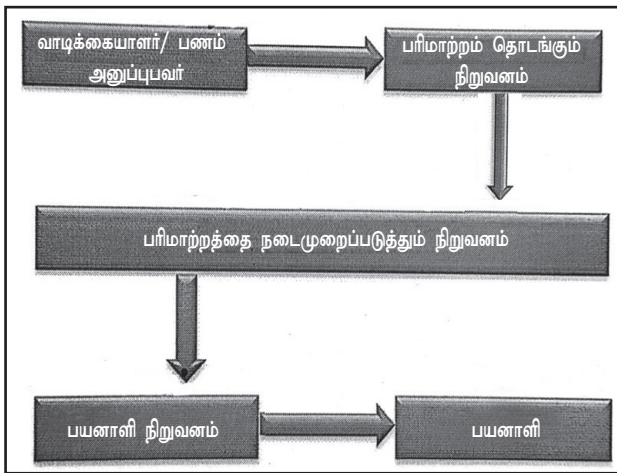 வாடிக்கையாளர்/ பணம்
அனுப்புபவர்
பரிமாற்றம் தொடங்கும்
நிறுவனம்
பரிமாற்றத்தை நடைமுறைப்படுத்தும் நிறுவனம்
பயனாளி நிறுவனம்
பயனாளி